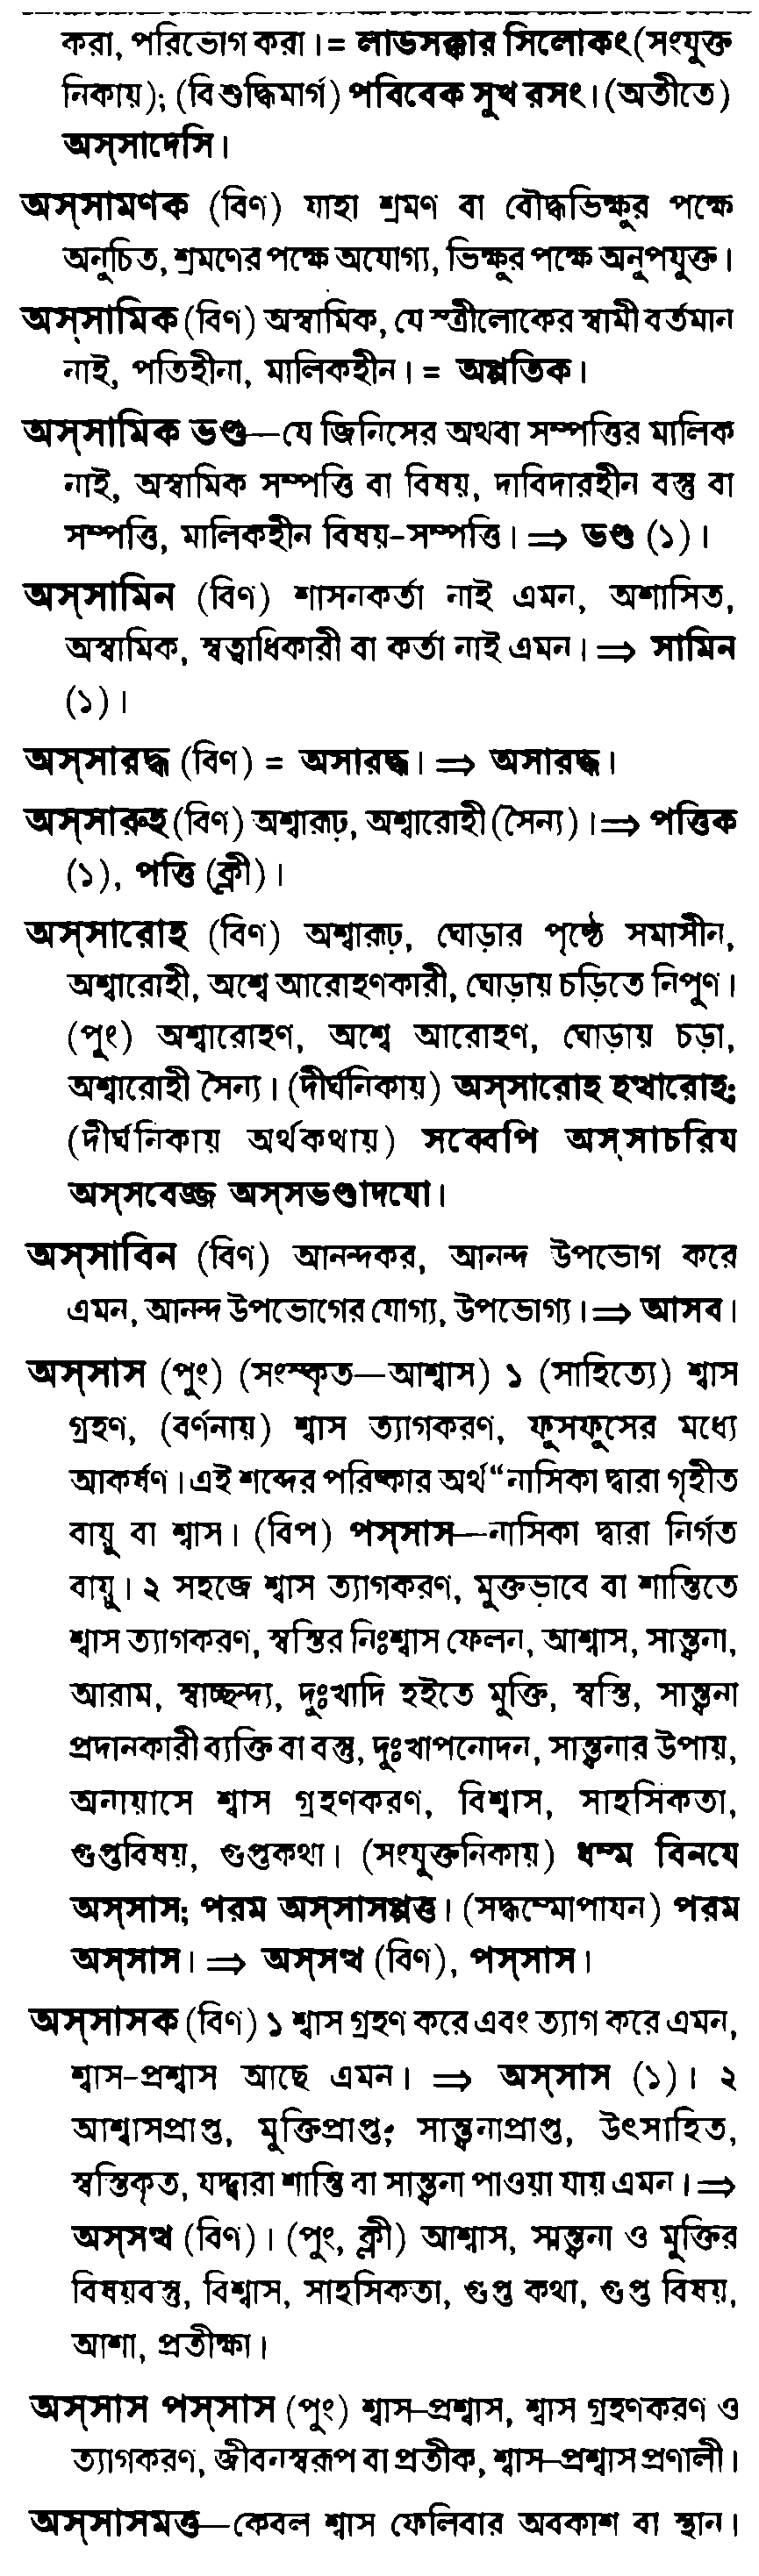 করা, পরিভোগ করা। = লাভসক্কার সিলোকং (সংযুক্ত
নিকায়); (বিশুদ্ধিমার্গ) পবিবেক সুখ রসং। (অতীতে)
অস্‌সাদেসি।
অস্‌সামণক (বিণ) যাহা শ্রমণ বা বৌদ্ধভিক্ষুর পক্ষে
অনুচিত, শ্রমণের পক্ষে অযোগ্য, ভিক্ষুর পক্ষে অনুপযুক্ত।
অস্‌সামিক (বিণ) অস্বামিক, যে স্ত্রীলোকের স্বামী বর্তমান
নাই, পতিহীনা, মালিকহীন। = অপ্পতিক।
অস্‌সামিক ভণ্ড—যে জিনিসের অথবা সম্পত্তির মালিক
নাই, অস্বামিক সম্পত্তি বা বিষয়, দাবিদারহীন বস্তু বা
সম্পত্তি, মালিকহীন বিষয়-সম্পত্তি। ⇒ ভণ্ড (১)।
অস্‌সামিন (বিণ) শাসনকর্তা নাই এমন, অশাসিত,
অস্বামিক, স্বত্বাধিকারী বা কর্তা নাই এমন। ⇒ সামিন
(১)।
অস্‌সারদ্ধ (বিণ) = অসারদ্ধ। ⇒ অসারদ্ধ।
অস্‌সারুহ (বিণ) অশ্বারূঢ়, অশ্বারোহী (সৈন্য)। ⇒ পত্তিক
(১), পত্তি (ক্লী)।
অস্‌সারোহ (বিণ) অশ্বারূঢ়, ঘোড়ার পৃষ্ঠে সমাসীন,
অশ্বারোহী, অশ্বে আরোহণকারী, ঘোড়ায় চড়িতে নিপুণ।
(পুং) অশ্বারোহণ, অশ্বে আরোহণ, ঘোড়ায় চড়া,
অশ্বারোহী সৈন্য। (দীর্ঘনিকায়) অস্‌সারোহ হত্থারোহ;
(দীর্ঘনিকায় অর্থকথায়) সব্বেপি অস্‌সাচরিয
অস্‌সবেজ্জ অস্‌সভণ্ডাদযো।
অস্‌সাবিন (বিণ) আনন্দকর, আনন্দ উপভোগ করে
এমন, আনন্দ উপভোগের যোগ্য, উপভোগ্য। ⇒ আসব।
অস্‌সাস (পুং) (সংস্কৃত—আশ্বাস) ১ (সাহিত্যে) শ্বাস
গ্রহণ, (বর্ণনায়) শ্বাস ত্যাগকরণ, ফুসফুসের মধ্যে
আকর্ষণ। এই শব্দের পরিষ্কার অর্থ “নাসিকা দ্বারা গৃহীত
বায়ু বা শ্বাস। (বিপ) পস্‌সাস—নাসিকা দ্বারা নির্গত
বায়ু। ২ সহজে শ্বাস ত্যাগকরণ, মুক্তভাবে বা শান্তিতে
শ্বাস ত্যাগকরণ, স্বস্তির নিঃশ্বাস ফেলন, আশ্বাস, সান্ত্বনা,
আরাম, স্বাচ্ছন্দ্য, দুঃখাদি হইতে মুক্তি, স্বস্তি, সান্ত্বনা
প্রদানকারী ব্যক্তি বা বস্তু, দুঃখাপনোদন, সান্ত্বনার উপায়,
অনায়াসে শ্বাস গ্রহণকরণ, বিশ্বাস, সাহসিকতা,
গুপ্তবিষয়, গুপ্তকথা। (সংযুক্তনিকায়) ধম্ম বিনযে
অস্‌সাস; পরম অস্‌সাসপ্পত্ত। (সদ্ধম্মোপাযন) পরম
অস্‌সাস। ⇒ অস্‌সত্থ (বিণ), পস্‌সাস।
অস্‌সাসক (বিণ) ১ শ্বাস গ্রহণ করে এবং ত্যাগ করে এমন,
শ্বাস-প্রশ্বাস আছে এমন। ⇒ অস্‌সাস (১)। ২
আশ্বাসপ্রাপ্ত, মুক্তিপ্রাপ্ত; সান্ত্বনাপ্রাপ্ত, উৎসাহিত,
স্বস্তিকৃত, যদ্দ্বারা শান্তি বা সান্ত্বনা পাওয়া যায় এমন। ⇒
অস্‌সত্থ (বিণ)। (পুং, ক্লী) আশ্বাস, সান্ত্বনা ও মুক্তির
বিষয়বস্তু, বিশ্বাস, সাহসিকতা, গুপ্ত কথা, গুপ্ত বিষয়,
আশা, প্রতীক্ষা।
অস্‌সাস পস্‌সাস (পুং) শ্বাস-প্রশ্বাস, শ্বাস গ্রহণকরণ ও
ত্যাগকরণ, জীবনস্বরূপ বা প্রতীক, শ্বাস-প্রশ্বাস প্রণালী।
অস্‌সাসমত্ত—কেবল শ্বাস ফেলিবার অবকাশ বা স্থান।